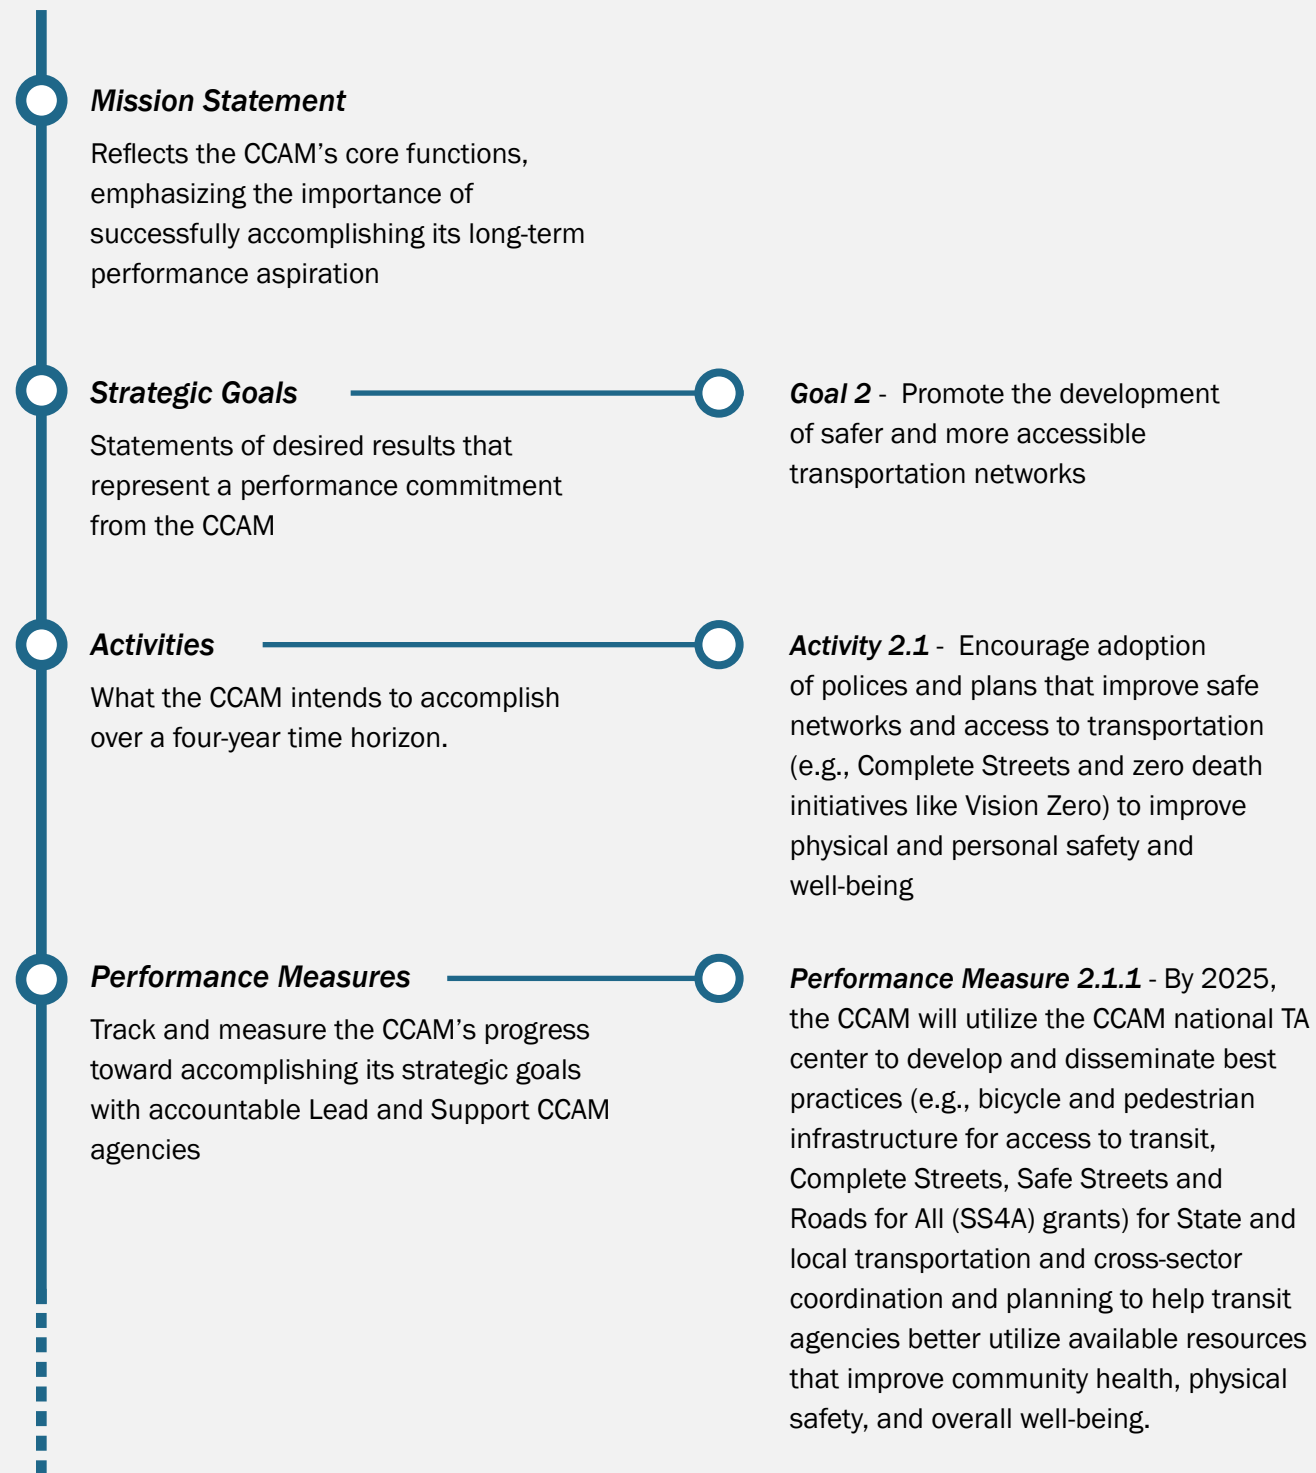 Mission Statement
Reflects the CCAM’s core functions,
emphasizing the importance of
successfully accomplishing its long-term
performance aspiration
Strategic Goals
Statements of desired results that
represent a performance commitment
from the CCAM
Goal 2 - Promote the development
of safer and more accessible
transportation networks
Activities
What the CCAM intends to accomplish
over a four-year time horizon.
Activity 2.1 - Encourage adoption
of polices and plans that improve safe
networks and access to transportation
(e.g., Complete Streets and zero death
initiatives like Vision Zero) to improve
physical and personal safety and
well-being
Performance Measures
Track and measure the CCAM’s progress
toward accomplishing its strategic goals
with accountable Lead and Support CCAM
agencies
Performance Measure 2.1.1 - By 2025,
the CCAM will utilize the CCAM national TA
center to develop and disseminate best
practices (e.g., bicycle and pedestrian
infrastructure for access to transit,
Complete Streets, Safe Streets and
Roads for All (SS4A) grants) for State and
local transportation and cross-sector
coordination and planning to help transit
agencies better utilize available resources
that improve community health, physical
safety, and overall well-being.